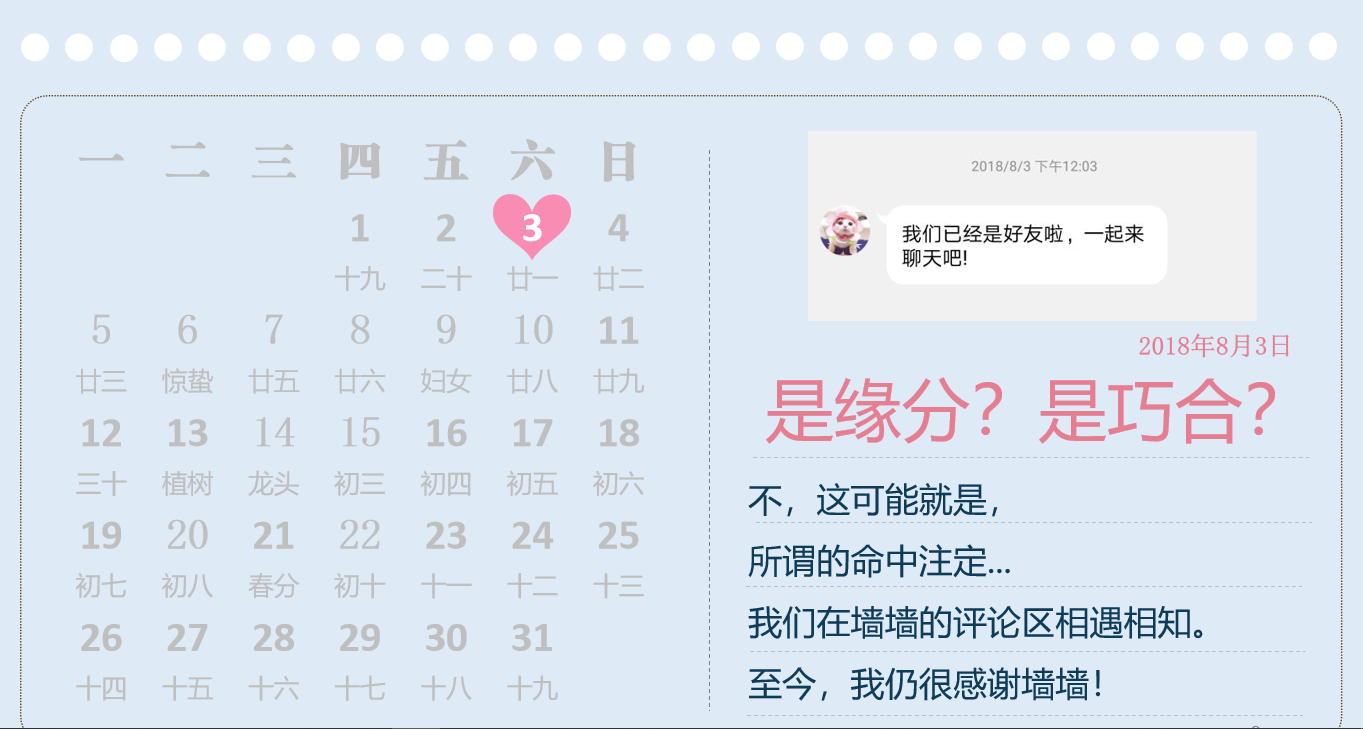 一 二 三 四 五 六 日
1 2 3 4
十九 二十 廿一 廿二
5 6 7 8 9 10 11
廿三 惊蛰 廿五 廿六 妇女 廿八 廿九
12 13 14 15 16 17 18
三十 植树 龙头 初三 初四 初五 初六
19 20 21 22 23 24 25
初七 初八 春分 初十 十一 十二 十三
26 27 28 29 30 31
十四 十五 十六 十七 十八 十九
2018/8/3 下午12:03
我们已经是好友啦，一起来
聊天吧!
2018年8月3日
是缘分？是巧合？
不，这可能就是，
所谓的命中注定...
我们在墙墙的评论区相遇相知。
至今，我仍很感谢墙墙！